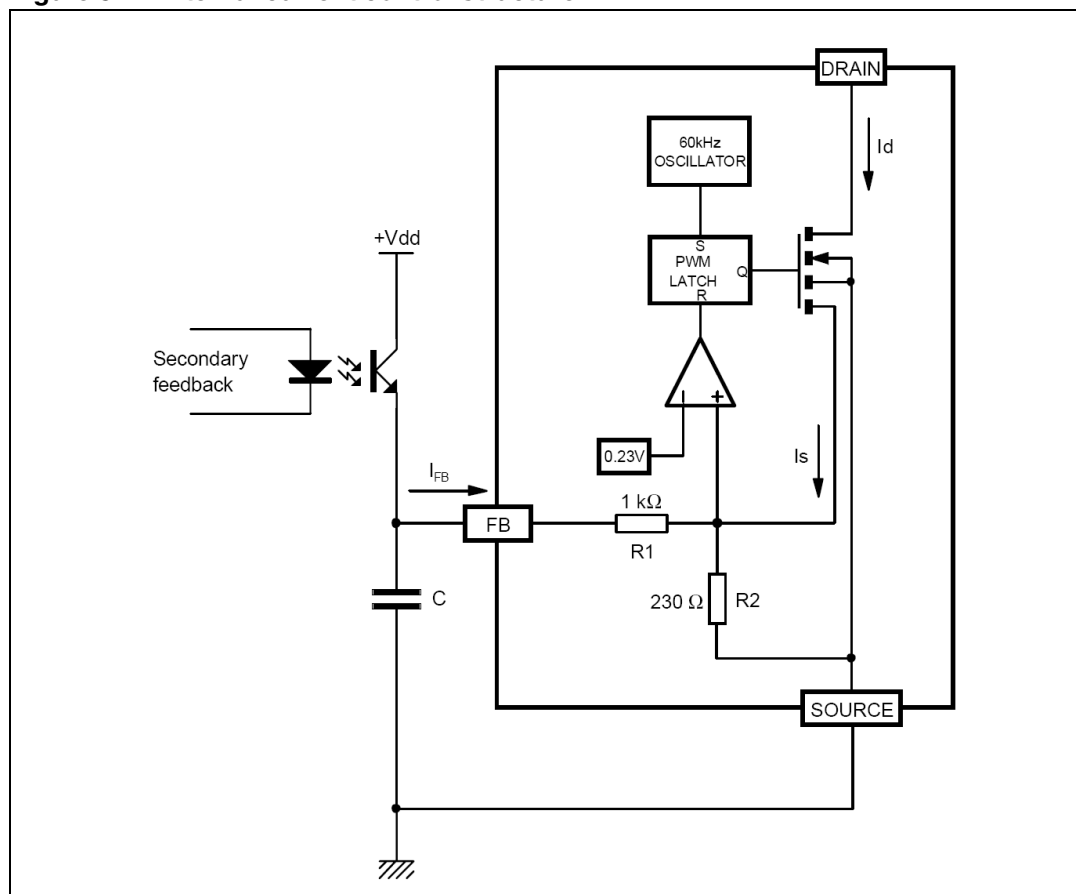 DRAIN
60kHz
OSCILLATOR
Id
+Vdd
S
PWM
LATCH
Q
R
Secondary
feedback
- +
0.23V
Is
IFB
1 kΩ
FB
R1
C
230 Ω
R2
SOURCE